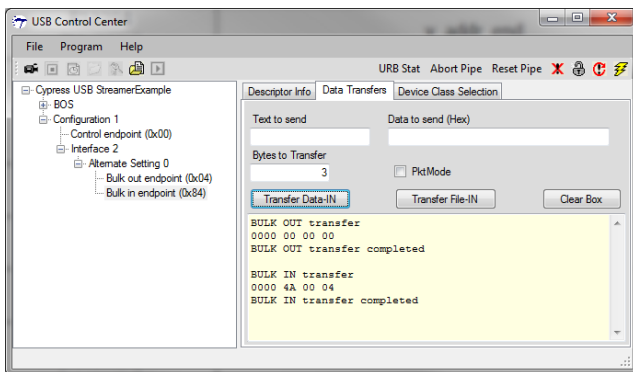 USB Control Center
File Program Help
URB Stat Abort Pipe Reset Pipe
Cypress USB StreamerExample
BOS
Configuration 1
Control endpoint (0x00)
Interface 2
Alternate Setting 0
Bulk out endpoint (0x04)
Bulk in endpoint (0x84)
Descriptor Info Data Transfers Device Class Selection
Text to send Data to send (Hex)
Bytes to Transfer
3 PktMode
Transfer Data-IN Transfer File-IN Clear Box
BULK OUT transfer
0000 00 00 00
BULK OUT transfer completed
BULK IN transfer
0000 4A 00 04
BULK IN transfer completed